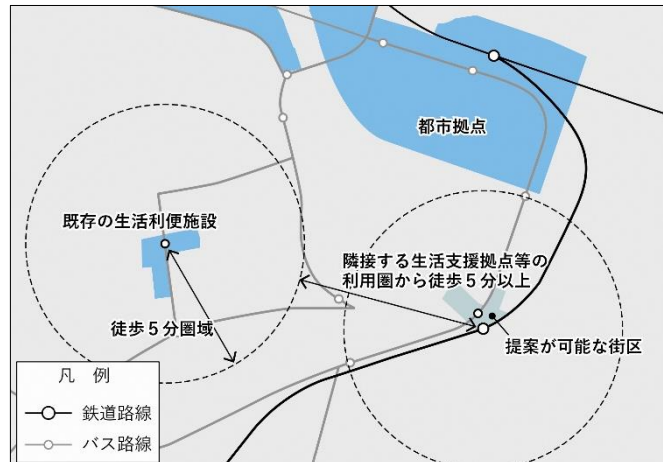 都市拠点
既存の生活利便施設
隣接する生活支援拠点等の
利用圏から徒歩５分以上
徒歩５分圏域
提案が可能な街区
凡 例
鉄道路線
バス路線